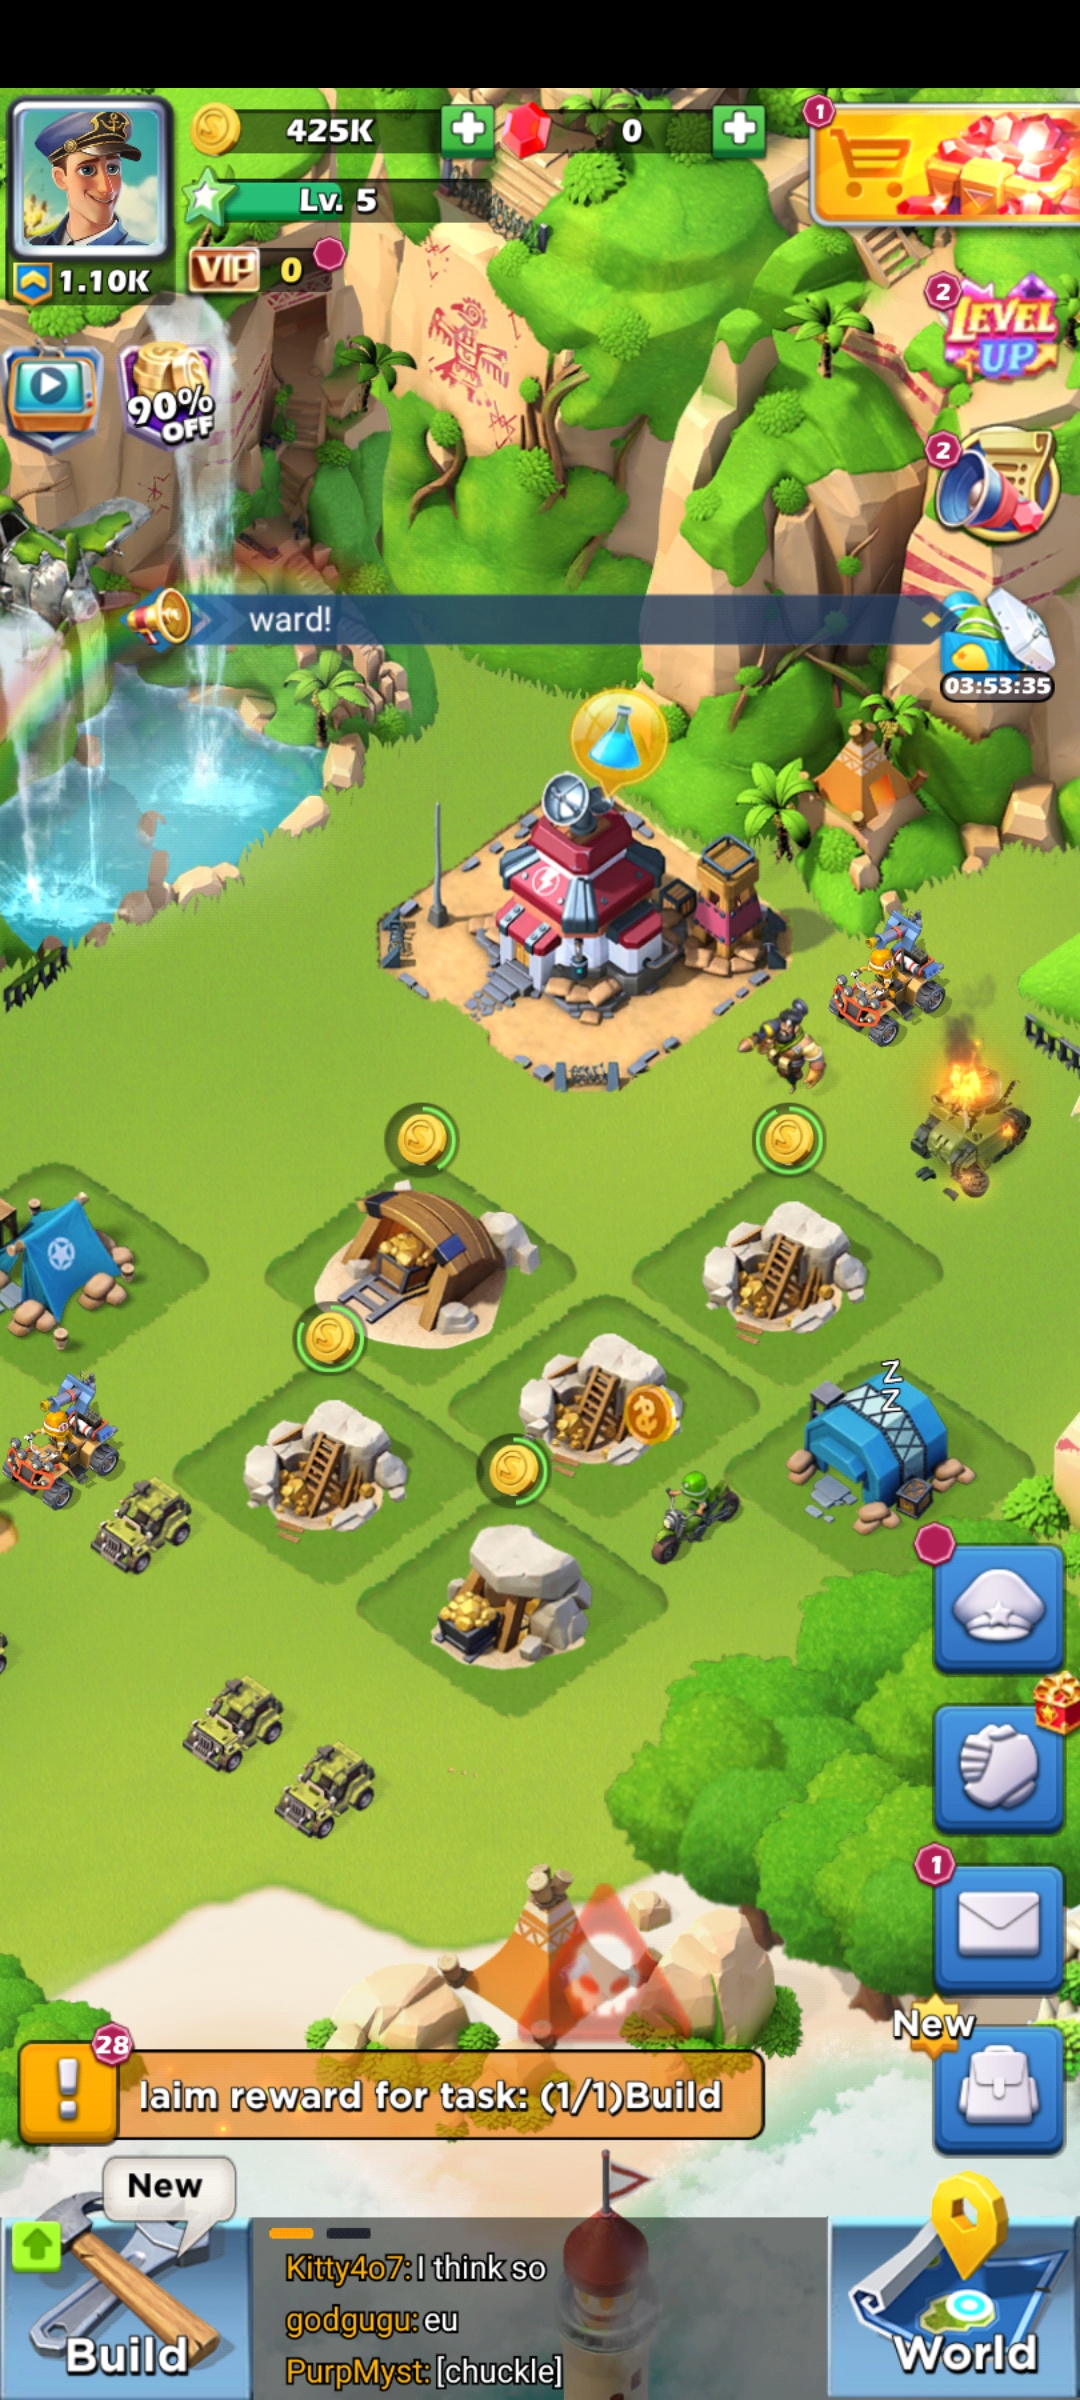 425K
0
1
Lv. 5
1.10K
VIP 0
2
LEVEL
UP
90%
OFF
2
ward!
03:53:35
Z
Z
1
New
28
laim reward for task: (1/1)Build
New
Kitty4o7: I think so
godgugu: eu
PurpMyst: [chuckle]
Build
World